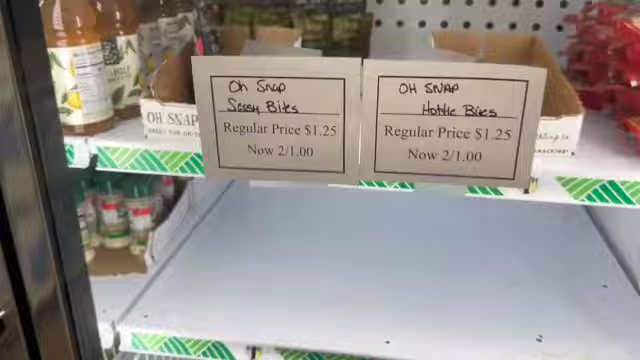 Oh Snap
Sassy Bites
Regular Price $1.25
Now 2/1.00
OH SNAP
Hottie Bites
Regular Price $1.25
Now 2/1.00
OH SNAP